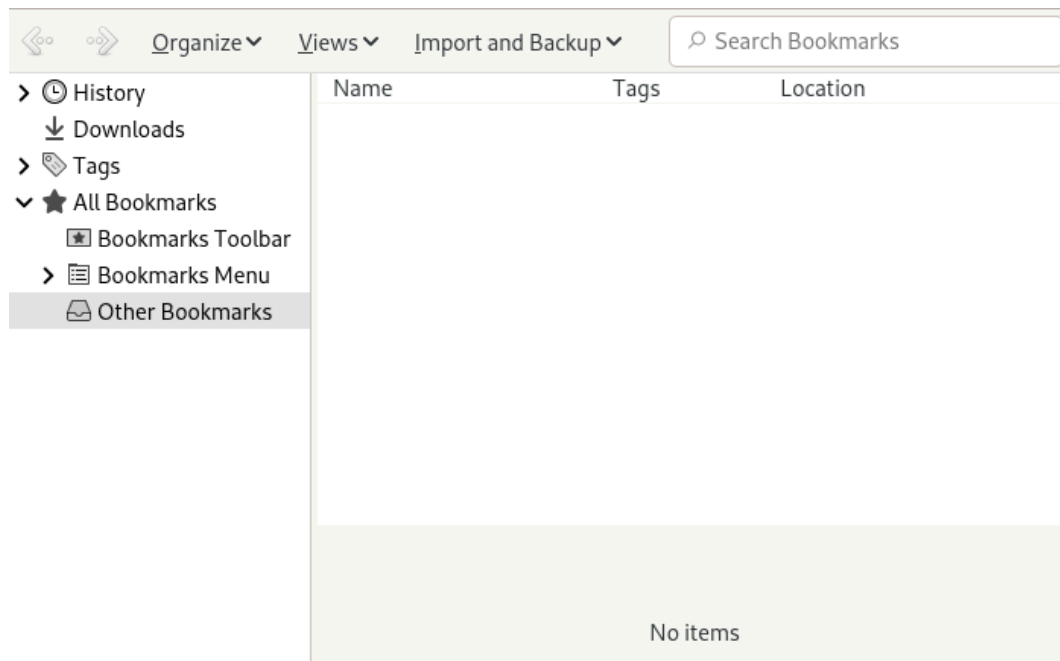 Organize Views Import and Backup Search Bookmarks
History
Downloads
Tags
All Bookmarks
Bookmarks Toolbar
Bookmarks Menu
Other Bookmarks
Name Tags Location
No items